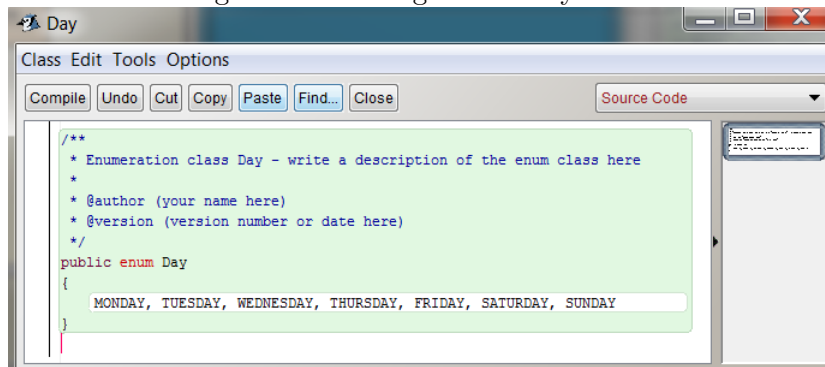 Day
Class Edit Tools Options
Compile Undo Cut Copy Paste Find... Close Source Code
/**
* Enumeration class Day - write a description of the enum class here
*
* @author (your name here)
* @version (version number or date here)
*/
public enum Day
{
MONDAY, TUESDAY, WEDNESDAY, THURSDAY, FRIDAY, SATURDAY, SUNDAY
}